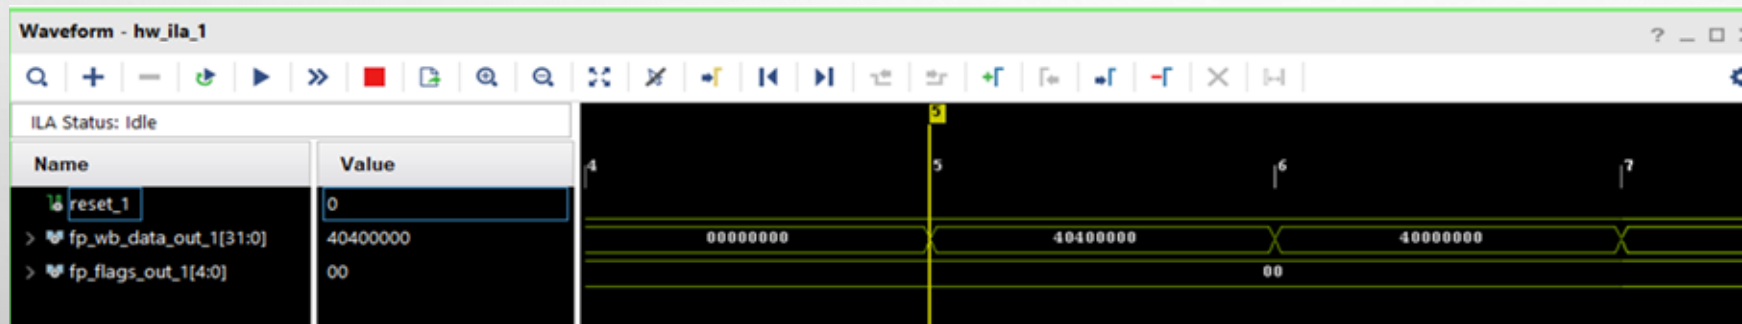 Waveform - hw_ila_1
?
ILA Status: Idle
5
Name Value
4 5 6 7
reset_1 0
fp_wb_data_out_1[31:0] 40400000 00000000 40400000 40000000
fp_flags_out_1[4:0] 00 00